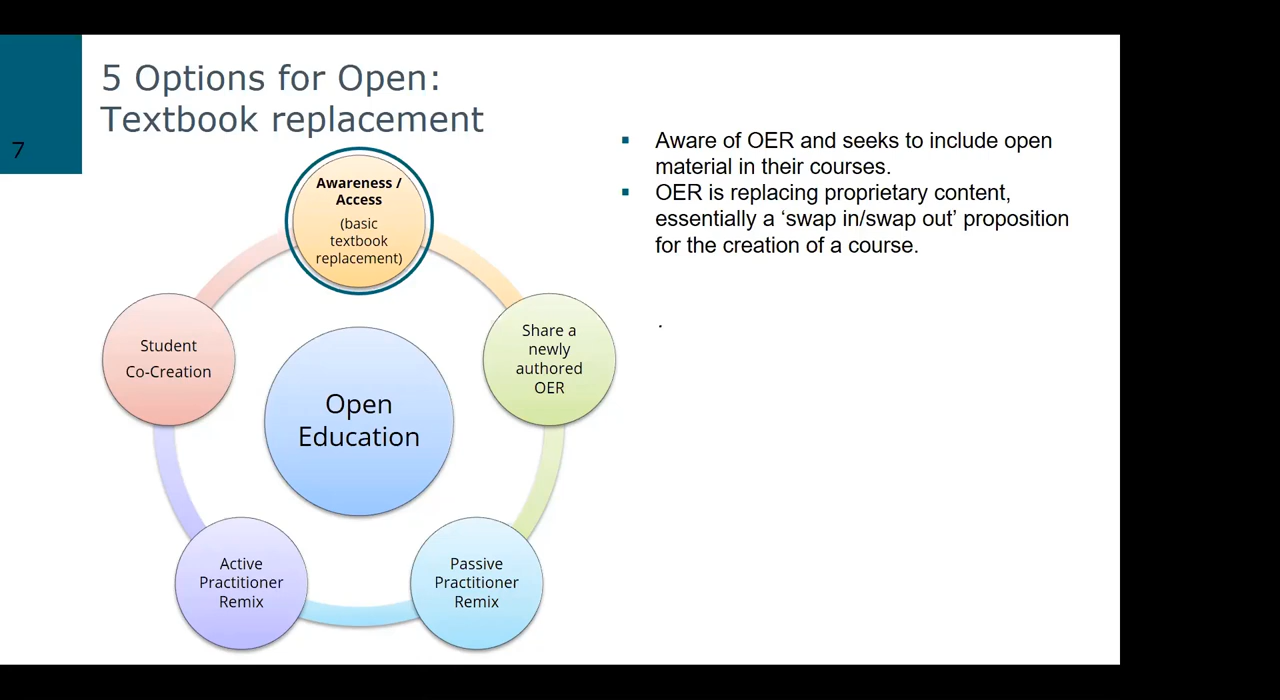 5 Options for Open:
Textbook replacement
7
Aware of OER and seeks to include open
material in their courses.
OER is replacing proprietary content,
essentially a ‘swap in/swap out’ proposition
for the creation of a course.
.
Awareness /
Access
(basic
textbook
replacement)
Share a
newly
authored
OER
Passive
Practitioner
Remix
Active
Practitioner
Remix
Student
Co-Creation
Open
Education